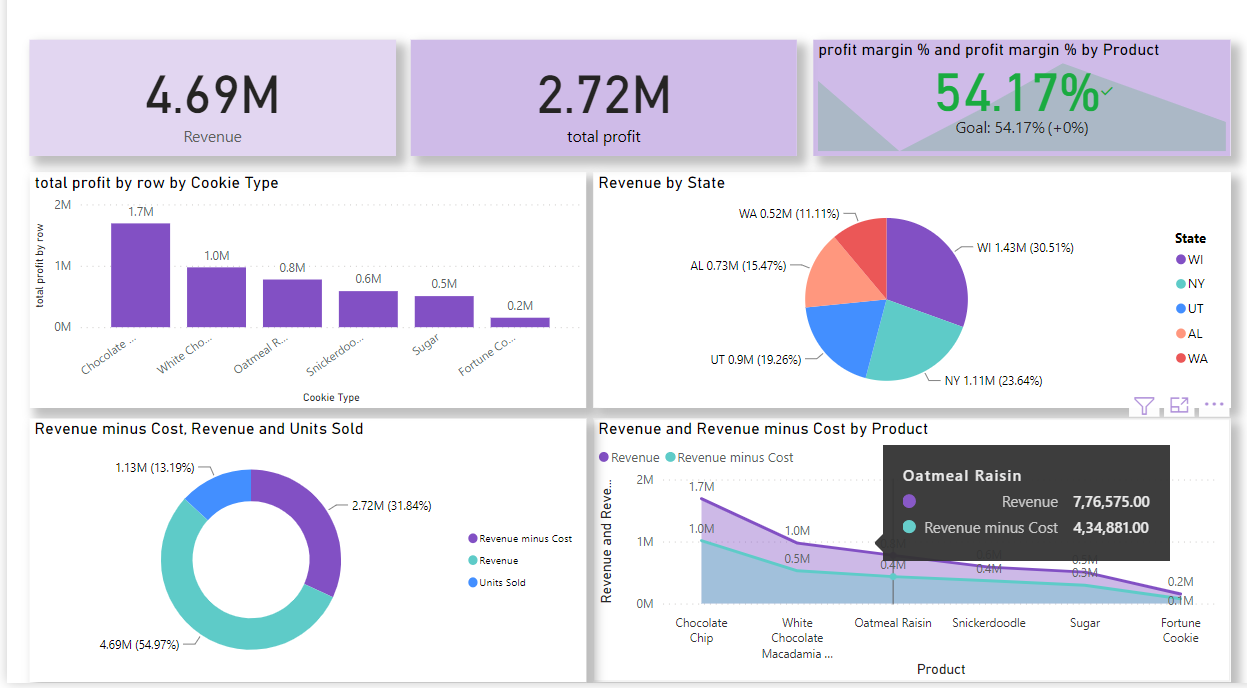 4.69M
Revenue
2.72M
total profit
profit margin % and profit margin % by Product
54.17%✓
Goal: 54.17% (+0%)
total profit by row by Cookie Type
total profit by row
2M
1M
0M
1.7M
1.0M
0.8M
0.6M
0.5M
0.2M
Chocolate ...
White Cho...
Oatmeal R...
Snickerdoo...
Sugar
Fortune Co...
Cookie Type
Revenue by State
WA 0.52M (11.11%)
WI 1.43M (30.51%)
AL 0.73M (15.47%)
UT 0.9M (19.26%)
NY 1.11M (23.64%)
State
WI
NY
UT
AL
WA
Revenue minus Cost, Revenue and Units Sold
1.13M (13.19%)
2.72M (31.84%)
4.69M (54.97%)
Revenue minus Cost
Revenue
Units Sold
Revenue and Revenue minus Cost by Product
Revenue Revenue minus Cost
Revenue and Reve...
2M
1M
0M
1.7M
1.0M
1.0M
0.5M
0.4M
0.4M
0.3M
0.2M
0.1M
Oatmeal Raisin
Revenue 7,76,575.00
Revenue minus Cost 4,34,881.00
Chocolate
Chip
White
Chocolate
Macadamia ...
Oatmeal Raisin
Snickerdoodle
Sugar
Fortune
Cookie
Product